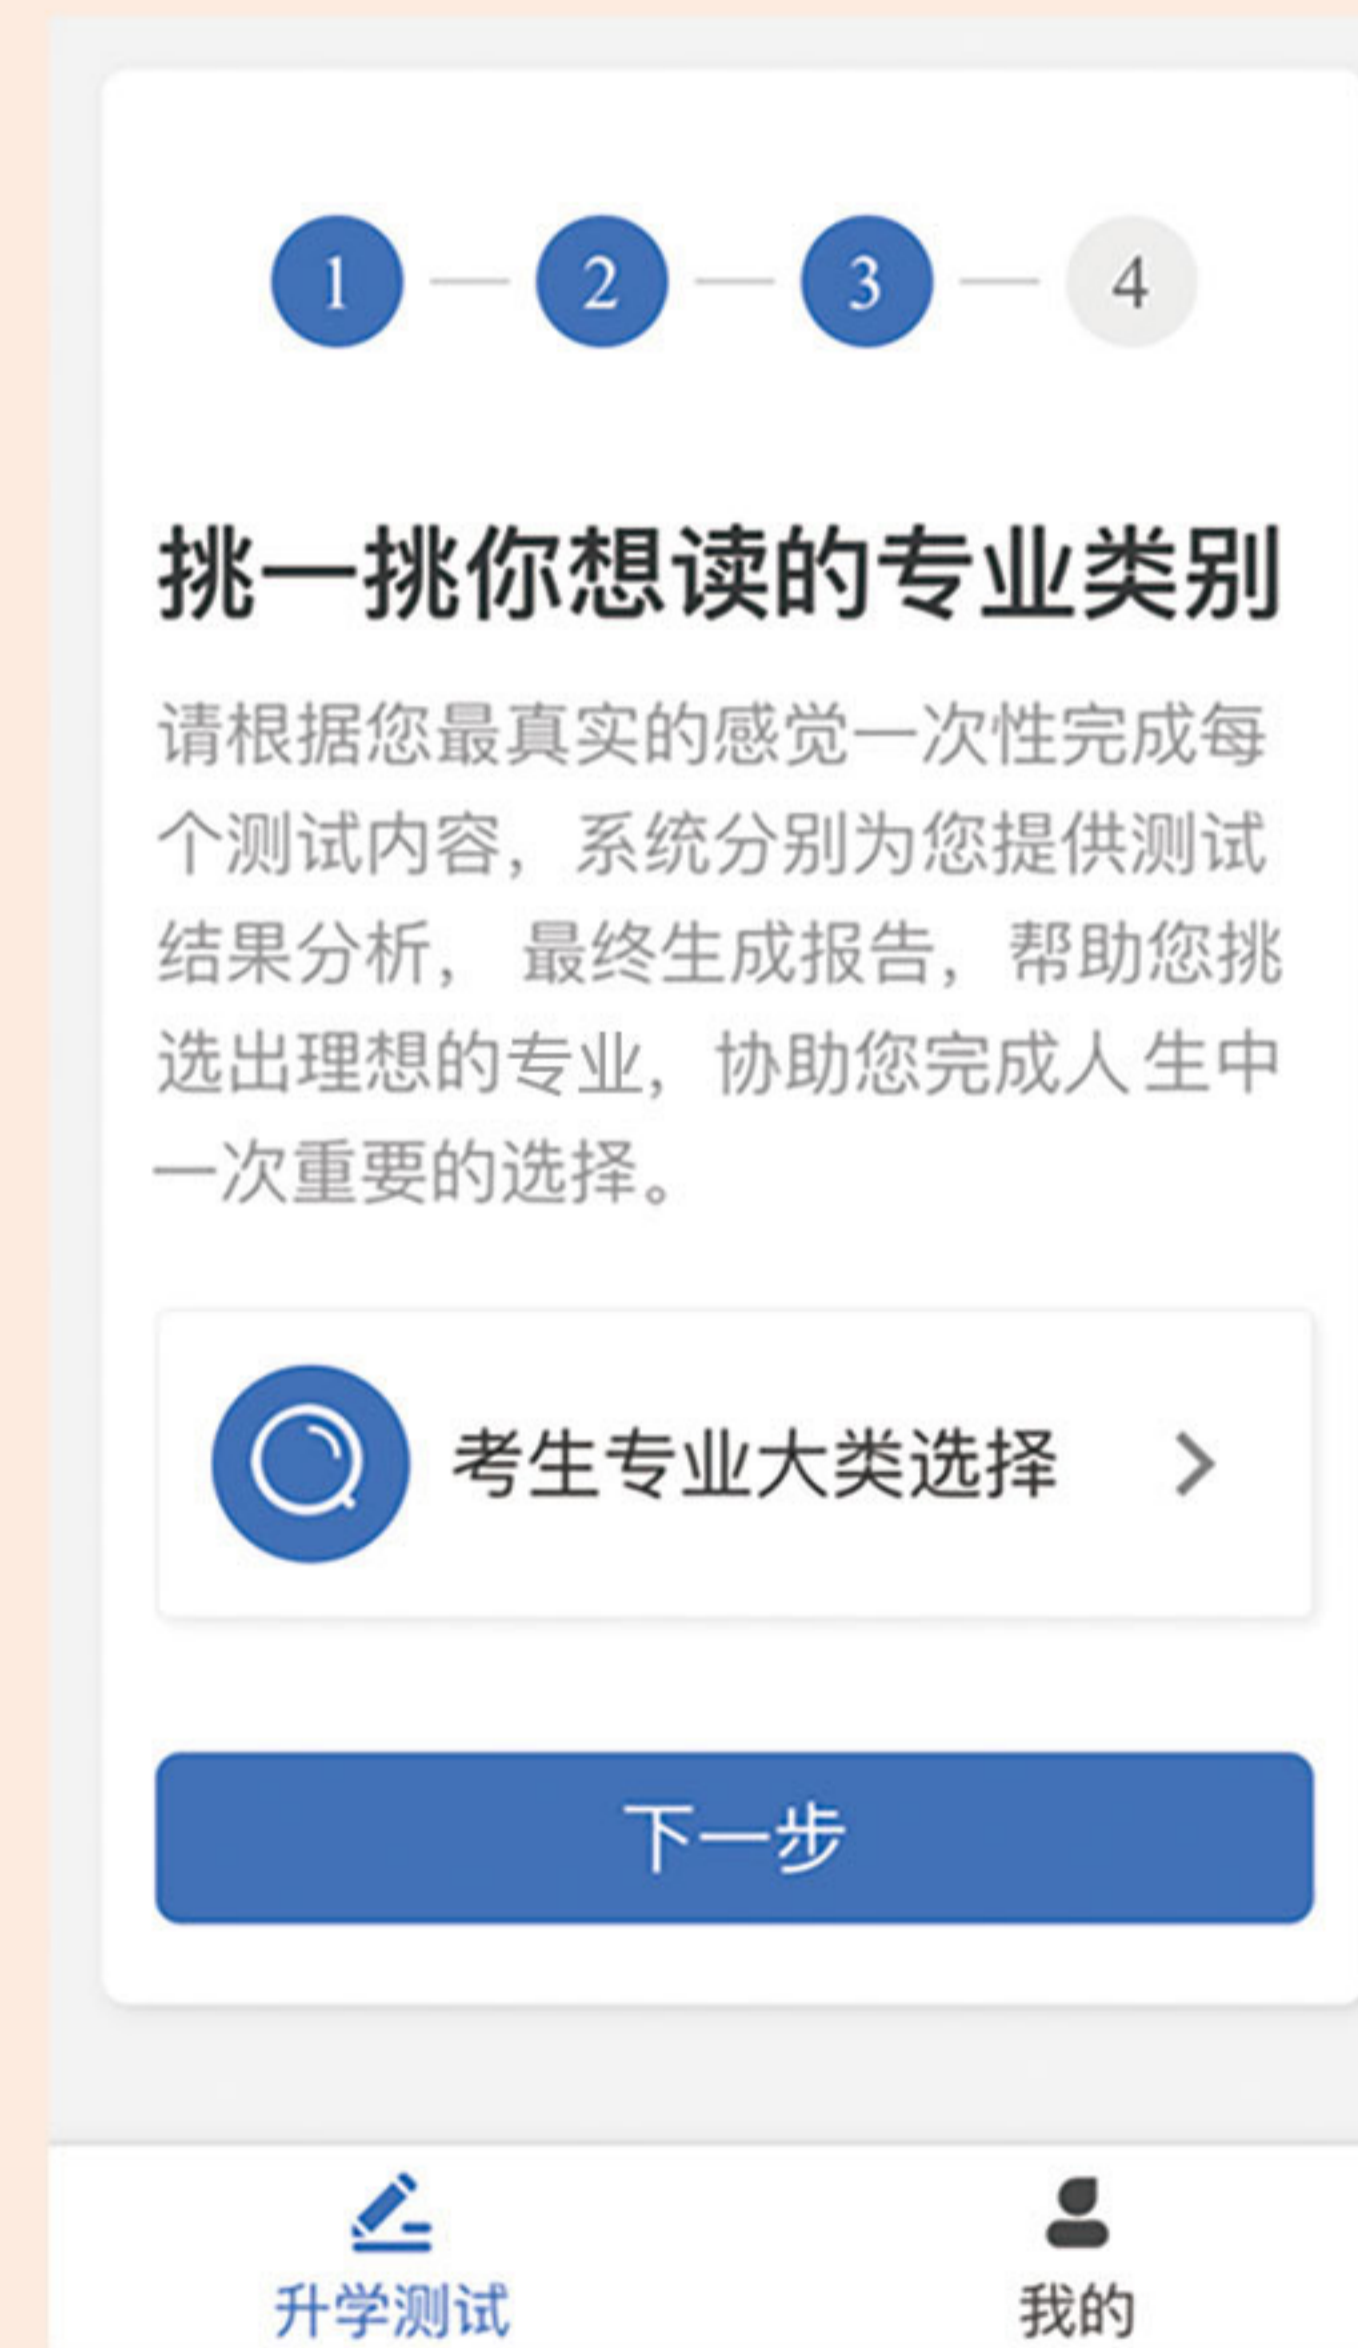 1
2
3
4
挑一挑你想读的专业类别
请根据您最真实的感觉一次性完成每
个测试内容，系统分别为您提供测试
结果分析， 最终生成报告，帮助您挑
选出理想的专业，协助您完成人生中
一次重要的选择。
考生专业大类选择
下一步
升学测试
我的